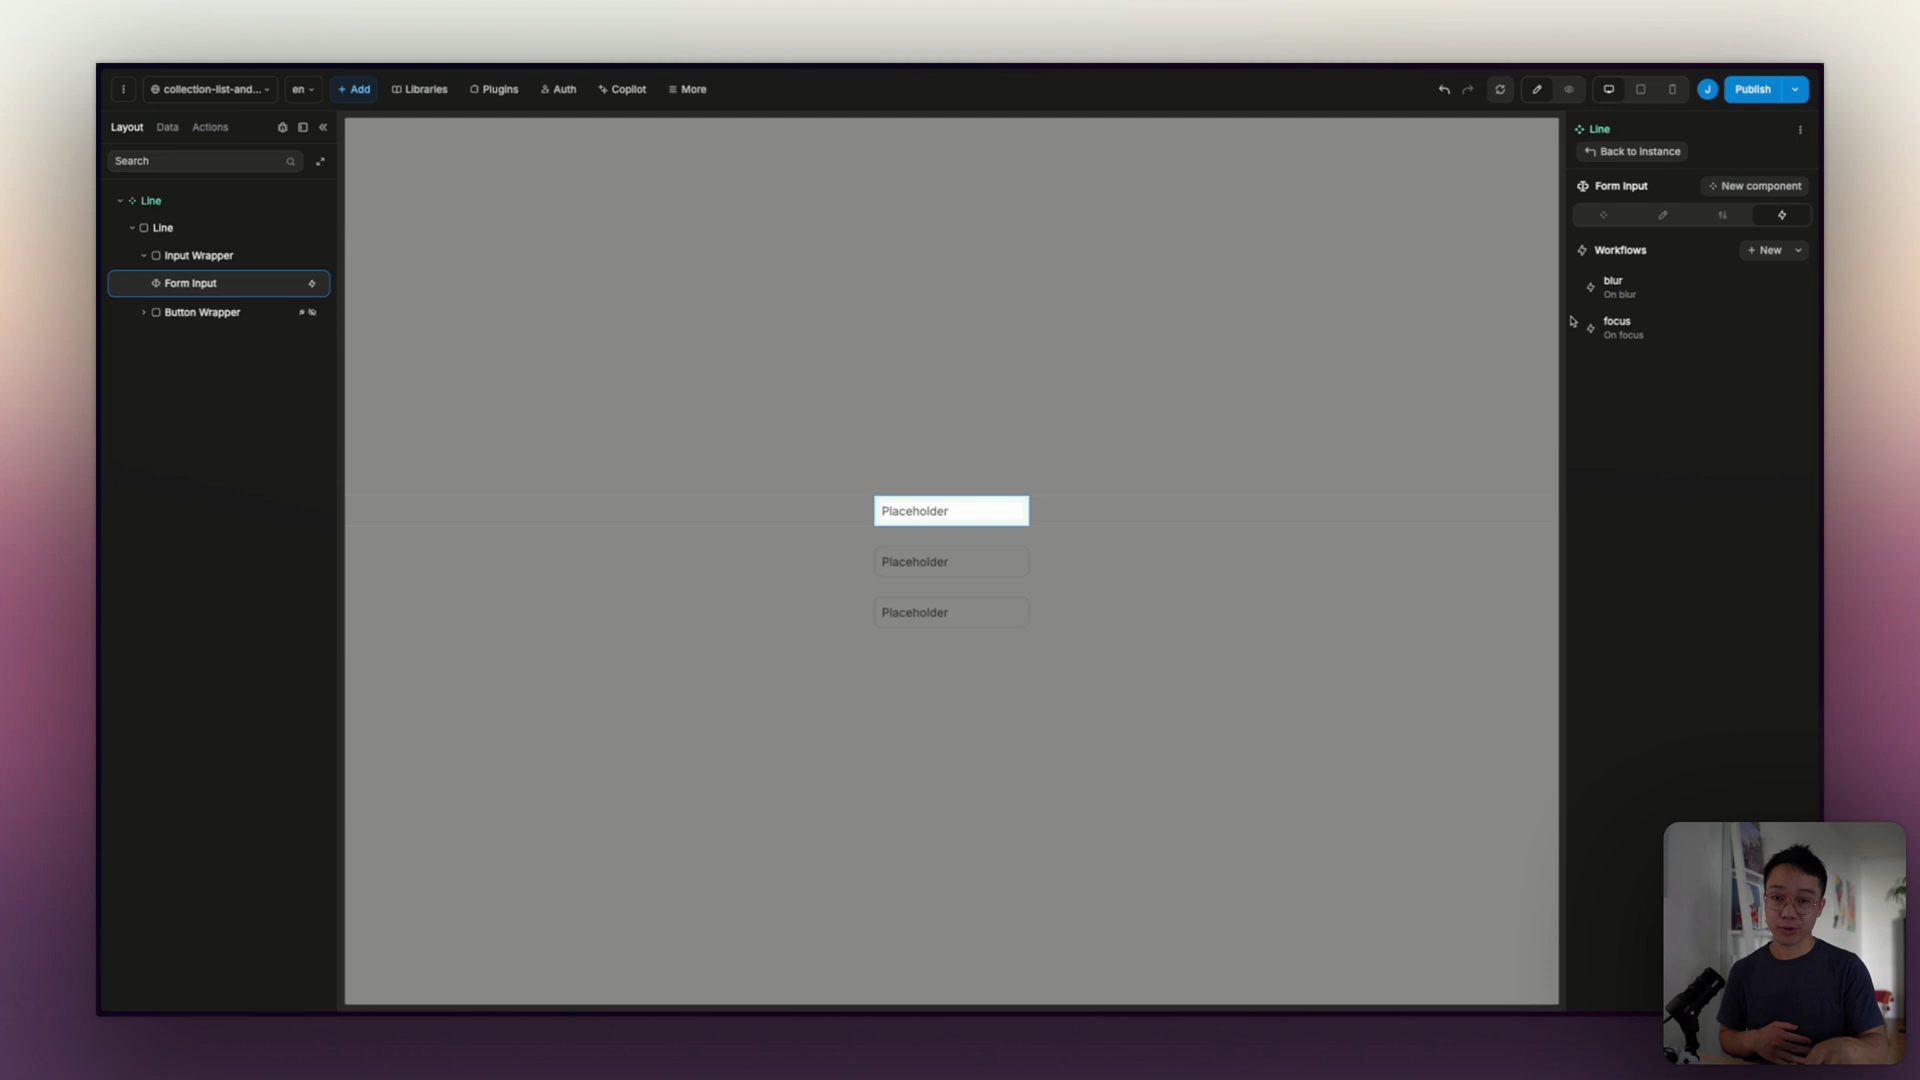 collection-list-and...
en
+ Add
Libraries
Plugins
Auth
Copilot
More
J
Publish
Layout
Data
Actions
Search
Line
Line
Input Wrapper
Form Input
Button Wrapper
Placeholder
Placeholder
Placeholder
Line
Back to instance
Form Input
New component
Workflows
+ New
blur
On blur
focus
On focus